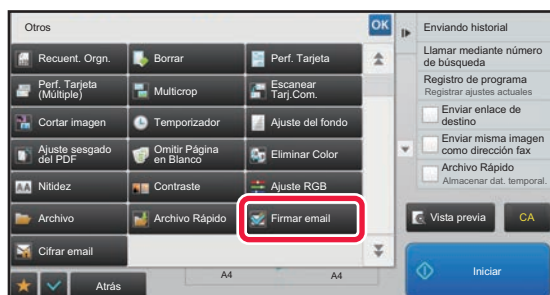 Otros
OK
Recuent. Orgn.
Borrar
Perf. Tarjeta
Perf. Tarjeta
(Múltiple)
Multicrop
Escanear
Tarj.Com.
Cortar imagen
Temporizador
Ajuste del fondo
Ajuste sesgado
del PDF
Omitir Página
en Blanco
Eliminar Color
AA
Nitidez
Contraste
Ajuste RGB
Archivo
Archivo Rápido
Firmar email
Cifrar email
Atrás
A4
A4
Enviando historial
Llamar mediante número
de búsqueda
Registro de programa
Registrar ajustes actuales
Enviar enlace de
destino
Enviar misma imagen
como dirección fax
Archivo Rápido
Almacenar dat. temporal.
Vista previa
CA
Iniciar